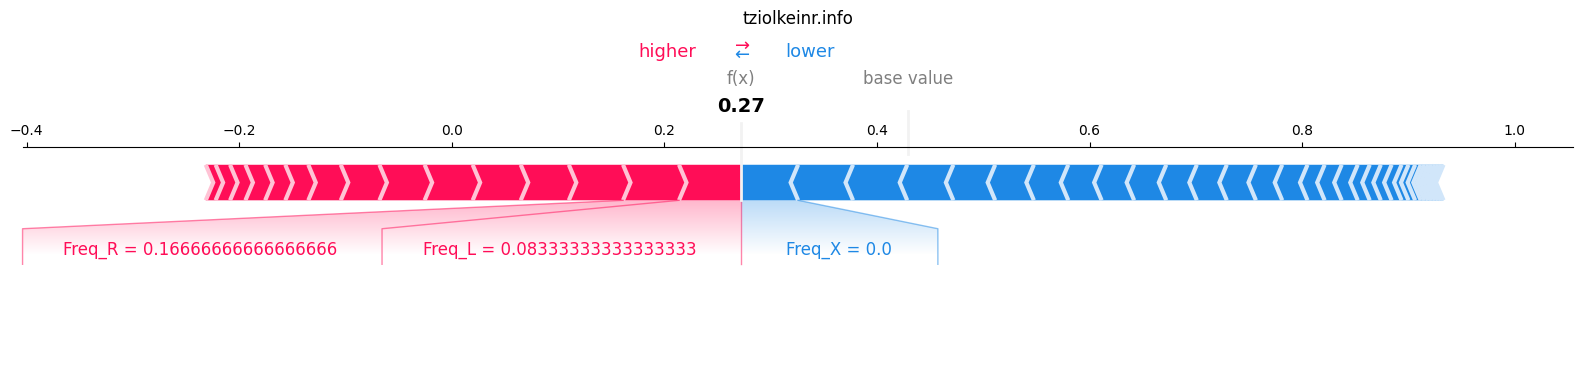 tziolkeinr.info
higher → ← lower
f(x) base value
0.27
−0.4 −0.2 0.0 0.2 0.4 0.6 0.8 1.0
Freq_R = 0.16666666666666666 Freq_L = 0.08333333333333333 Freq_X = 0.0